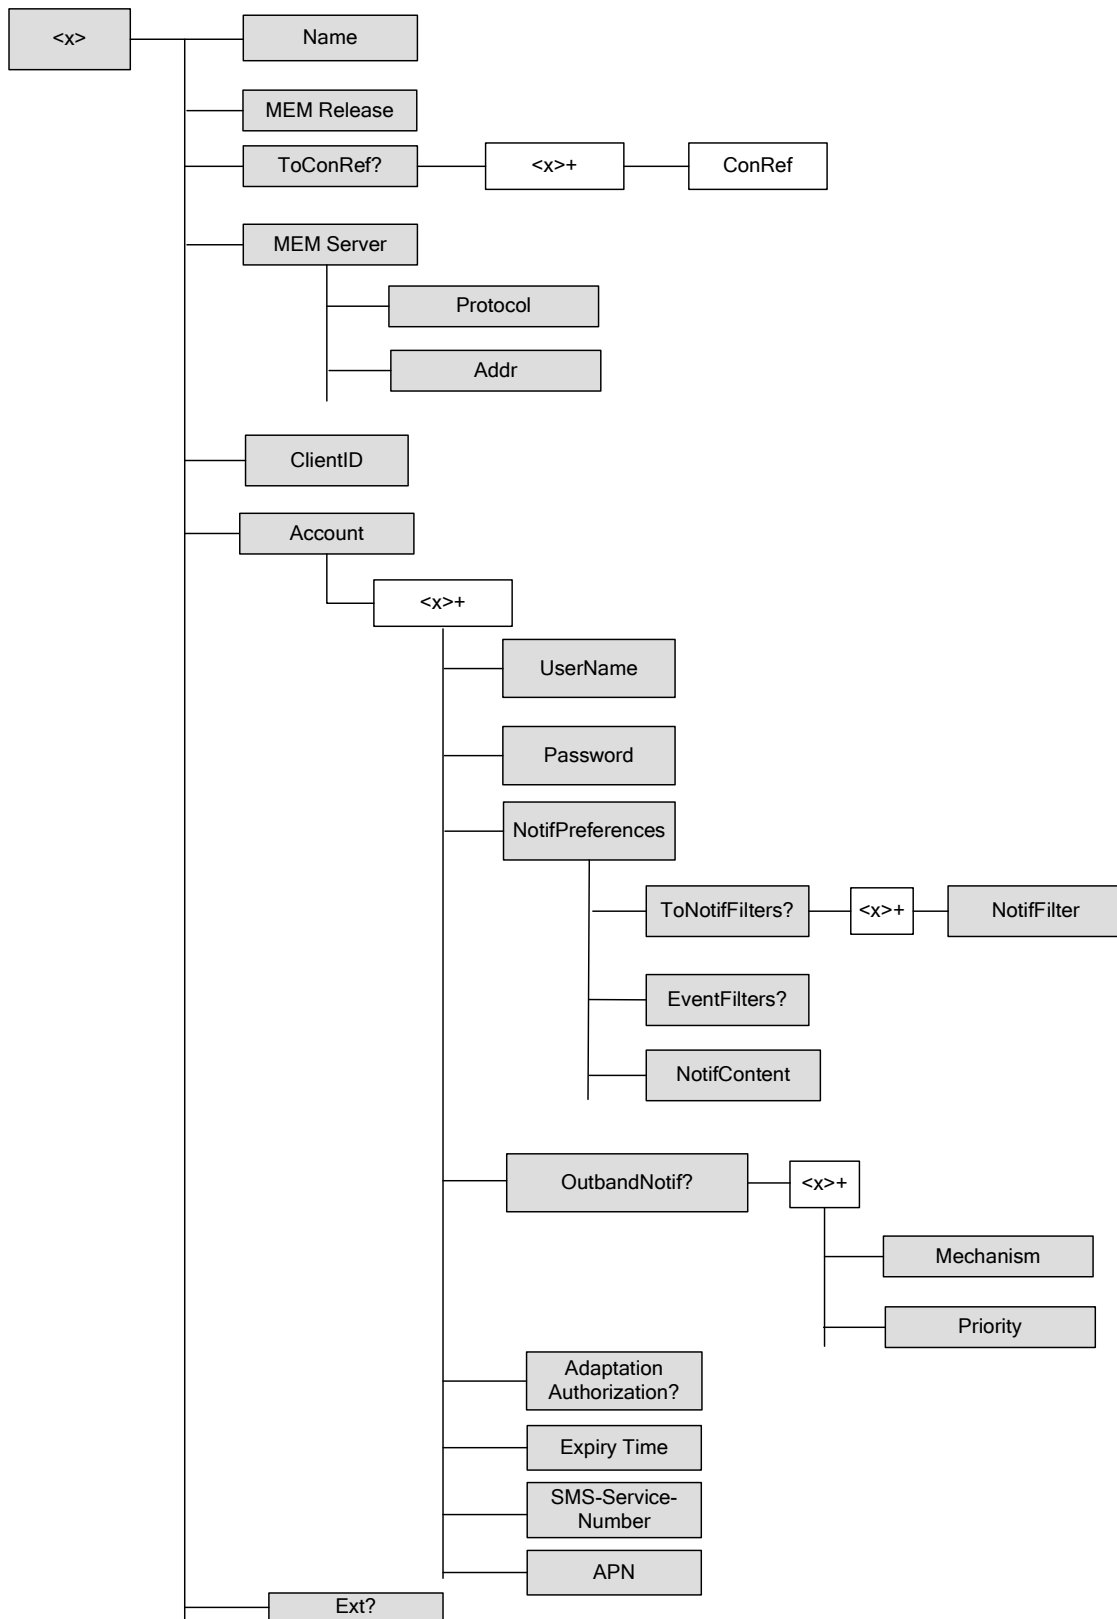 <x>
Name
MEM Release
ToConRef?
<x>+
ConRef
MEM Server
Protocol
Addr
ClientID
Account
<x>+
UserName
Password
NotifPreferences
ToNotifFilters?
<x>+
NotifFilter
EventFilters?
NotifContent
OutbandNotif?
<x>+
Mechanism
Priority
Adaptation
Authorization?
Expiry Time
SMS-Service-
Number
APN
Ext?